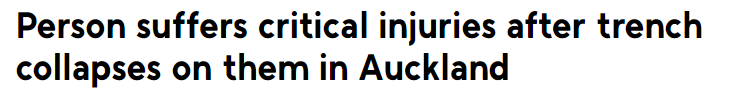 Person suffers critical injuries after trench
collapses on them in Auckland